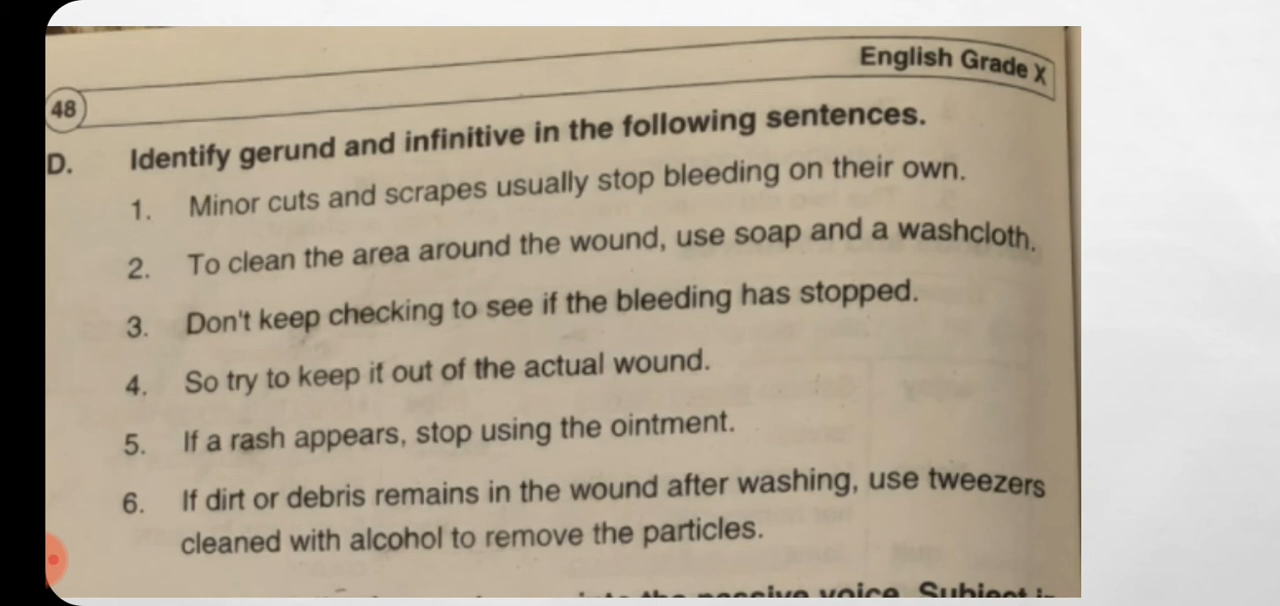 English Grade X
48
D. Identify gerund and infinitive in the following sentences.
1. Minor cuts and scrapes usually stop bleeding on their own.
2. To clean the area around the wound, use soap and a washcloth.
3. Don't keep checking to see if the bleeding has stopped.
4. So try to keep it out of the actual wound.
5. If a rash appears, stop using the ointment.
6. If dirt or debris remains in the wound after washing, use tweezers
cleaned with alcohol to remove the particles.
the passive voice. Subject